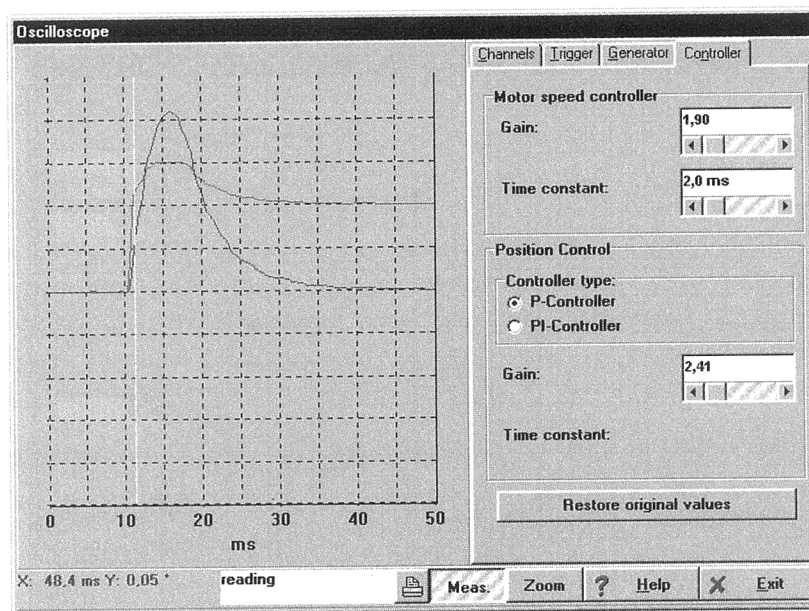 Oscilloscope
Channels Trigger Generator Controller
Motor speed controller
Gain:
1,90
Time constant:
2,0 ms
Position Control
Controller type:
P-Controller
PI-Controller
Gain:
2,41
Time constant:
Restore original values
0 10 20 30 40 50
ms
X: 48,4 ms Y: 0,05 °
reading
Meas. Zoom ? Help Exit